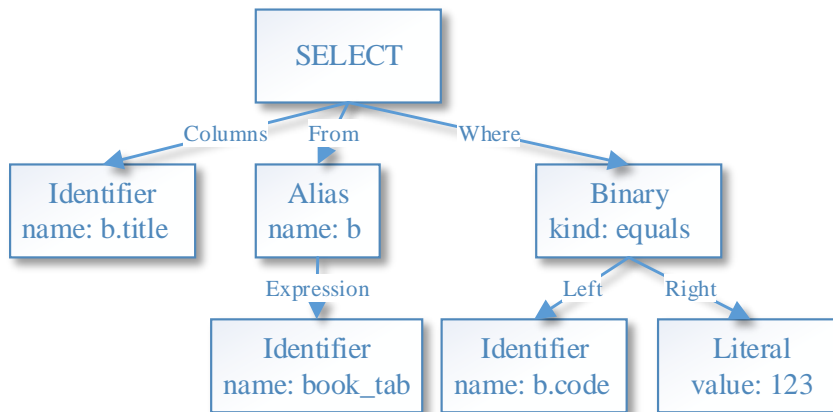 SELECT
Columns
From
Where
Identifier
name: b.title
Alias
name: b
Binary
kind: equals
Expression
Left
Right
Identifier
name: book_tab
Identifier
name: b.code
Literal
value: 123